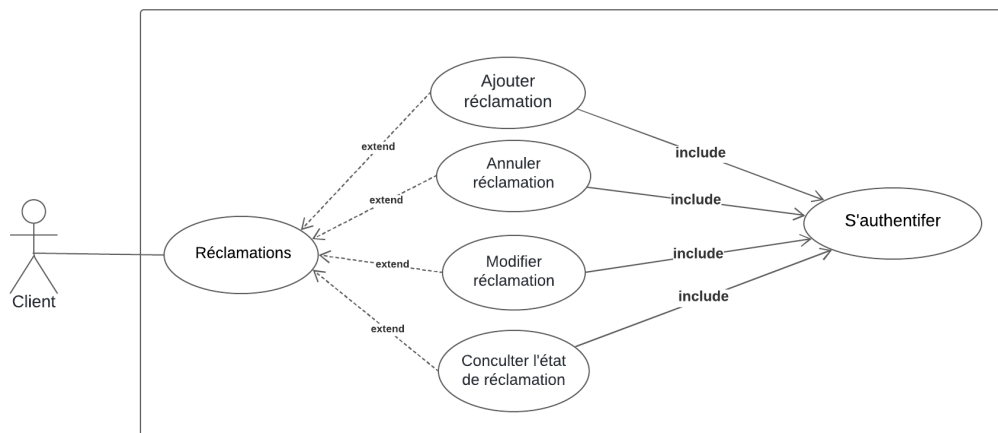 Ajouter
réclamation
extend
include
Annuler
réclamation
extend
include
S'authentifer
Réclamations
Client
Modifier
réclamation
extend
include
extend
include
Conculter l'état
de réclamation